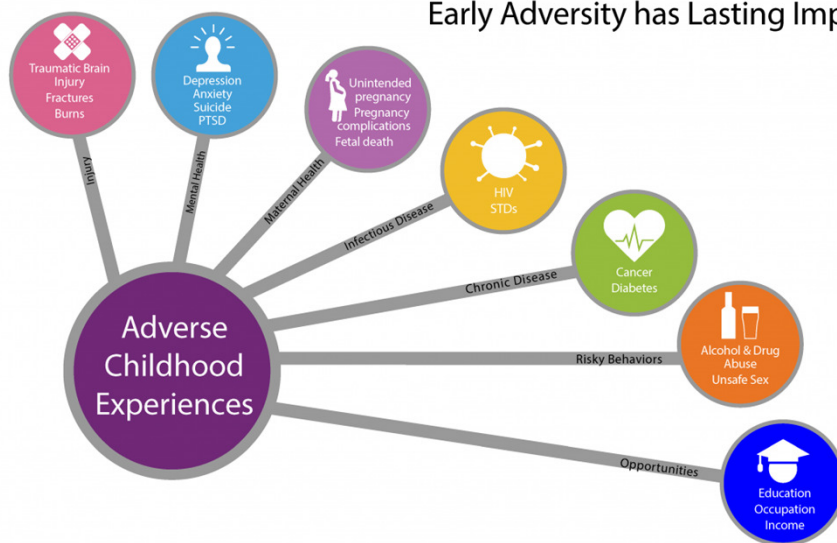 Early Adversity has Lasting Imp
Traumatic Brain
Injury
Fractures
Burns
Depression
Anxiety
Suicide
PTSD
Unintended
pregnancy
Pregnancy
complications
Fetal death
HIV
STDs
Cancer
Diabetes
Alcohol & Drug
Abuse
Unsafe Sex
Education
Occupation
Income
Injury
Mental Health
Maternal Health
Infectious Disease
Chronic Disease
Risky Behaviors
Opportunities
Adverse
Childhood
Experiences